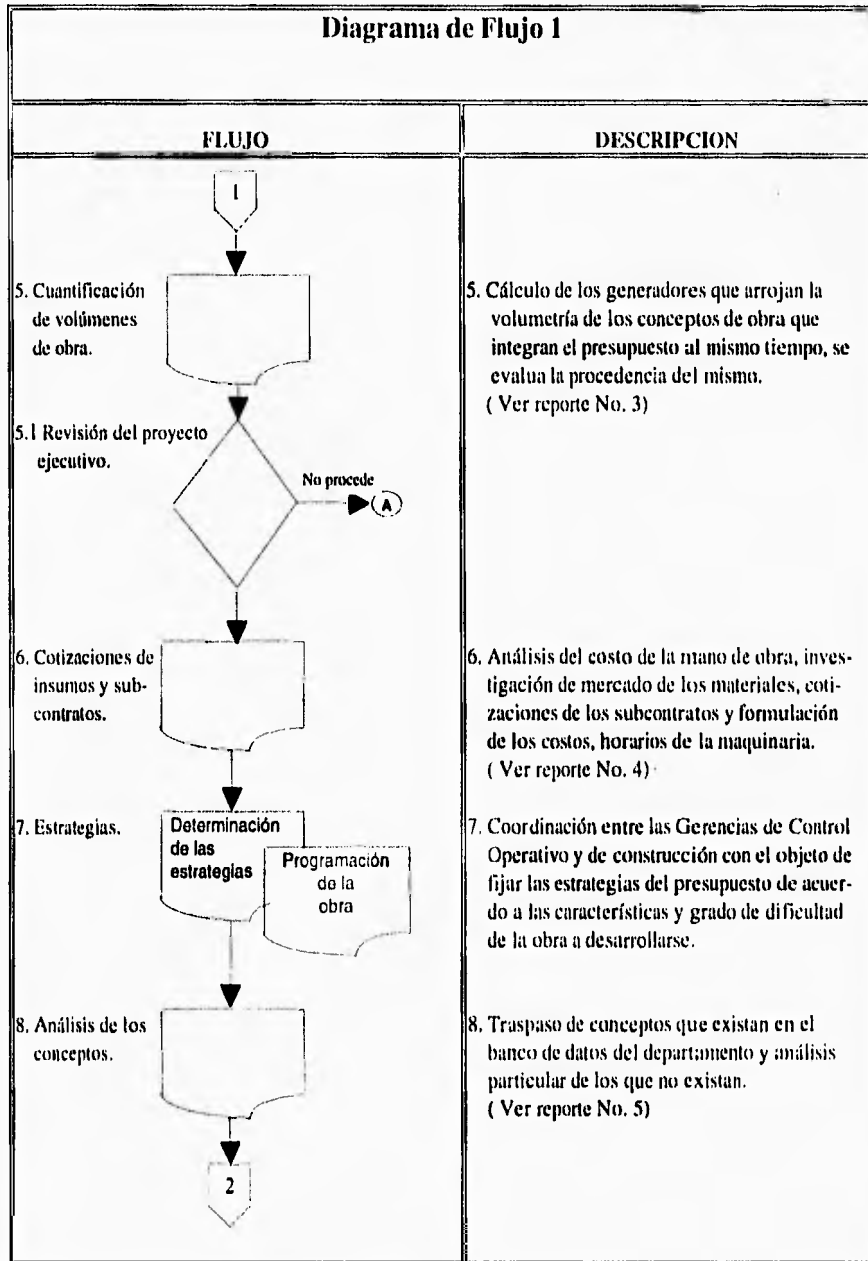 Diagrama de Flujo 1
FLUJO
DESCRIPCION
1
5. Cuantificación
de volúmenes
de obra.
5. Cálculo de los generadores que arrojan la
volumetría de los conceptos de obra que
integran el presupuesto al mismo tiempo, se
evalua la procedencia del mismo.
( Ver reporte No. 3)
5.1 Revisión del proyecto
ejecutivo.
No procede
A
6. Cotizaciones de
insumos y sub-
contratos.
6. Análisis del costo de la mano de obra, inves-
tigación de mercado de los materiales, coti-
zaciones de los subcontratos y formulación
de los costos, horarios de la maquinaria.
( Ver reporte No. 4)
7. Estrategias.
Determinación
de las
estrategias
Programación
de la
obra
7. Coordinación entre las Gerencias de Control
Operativo y de construcción con el objeto de
fijar las estrategias del presupuesto de acuer-
do a las características y grado de dificultad
de la obra a desarrollarse.
8. Análisis de los
conceptos.
8. Traspaso de conceptos que existan en el
banco de datos del departamento y análisis
particular de los que no existan.
( Ver reporte No. 5)
2